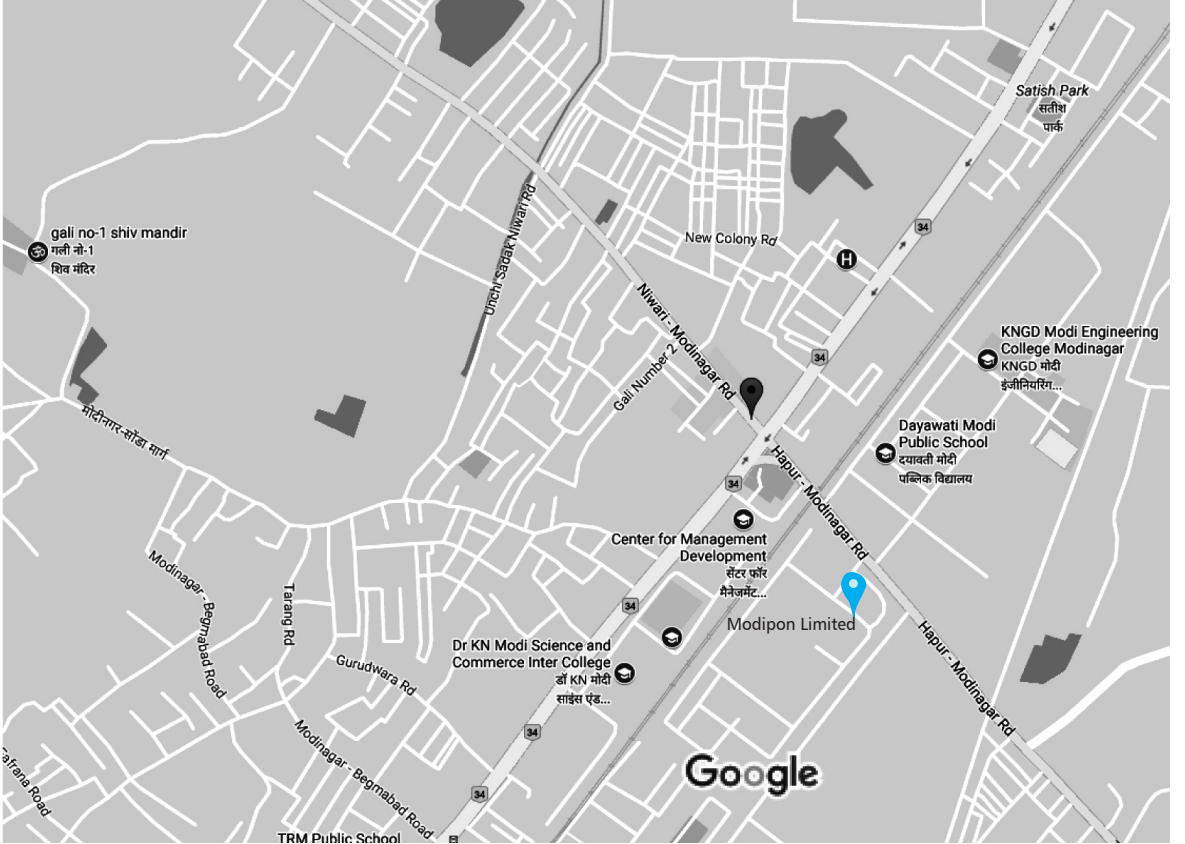 Satish Park
सतीश
पार्क
34
gali no-1 shiv mandir
गली नो-1
शिव मंदिर
Unchi Sadak Niwari Rd
New Colony Rd
H
Niwari - Modinagar Rd
34
Gali Number 2
KNGD Modi Engineering
College Modinagar
KNGD मोदी
इंजीनियरिंग...
मोदीनगर-सोंडा मार्ग
Dayawati Modi
Public School
दयावती मोदी
पब्लिक विद्यालय
34
Hapur - Modinagar Rd
Center for Management
Development
सेंटर फॉर
मैनेजमेंट...
Modinagar - Begmabad Road
Tarang Rd
34
Modipon Limited
Hapur - Modinagar Rd
Dr KN Modi Science and
Commerce Inter College
डॉ KN मोदी
साइंस एंड...
Gurudwara Rd
34
Modinagar - Begmabad Road
Google
34
TRM Public School